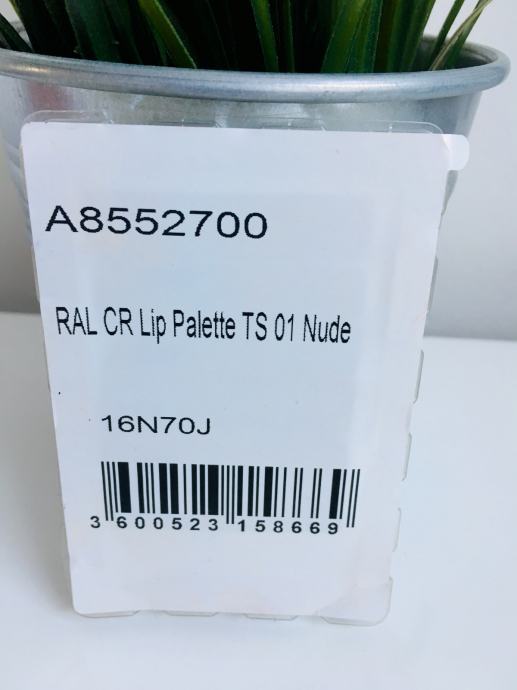 A8552700
RAL CR Lip Palette TS 01 Nude
16N70J
3 600523 158669